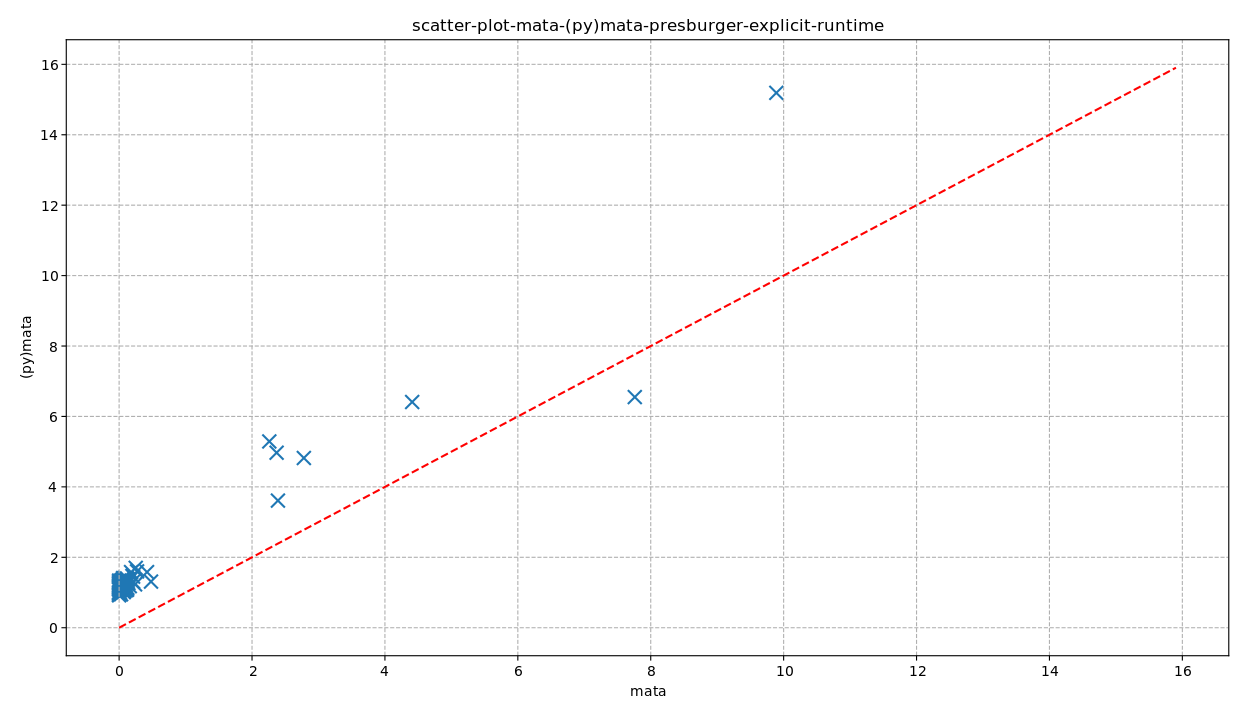 scatter-plot-mata-(py)mata-presburger-explicit-runtime
16
14
12
10
8
6
4
2
0
(py)mata
0 2 4 6 8 10 12 14 16
mata